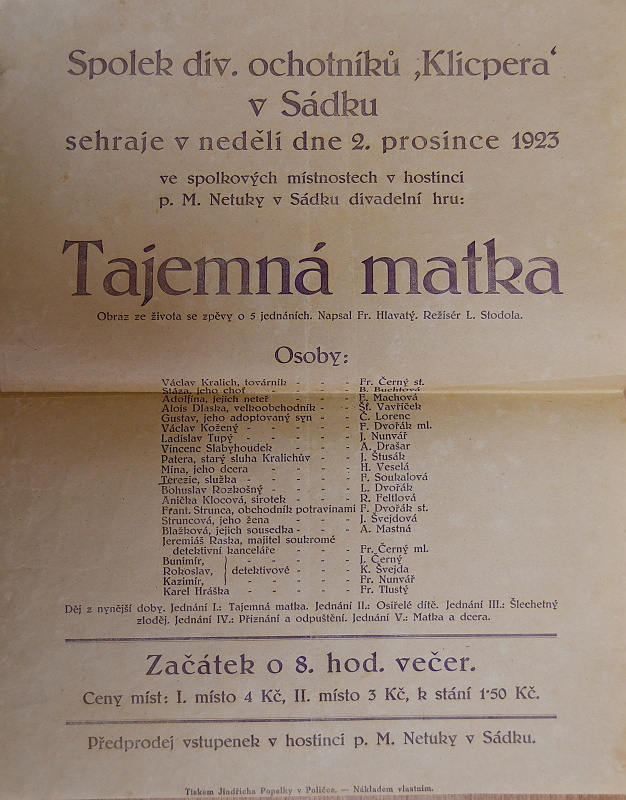 Spolek div. ochotníků ‚Klicpera‘
v Sádku
sehraje v neděli dne 2. prosince 1923
ve spolkových místnostech v hostinci
p. M. Netuky v Sádku divadelní hru:
Tajemná matka
Obraz ze života se zpěvy o 5 jednáních. Napsal Fr. Hlavatý. Režisér L. Stodola.
Osoby:
Václav Kralich, továrník - - - Fr. Černý st.
Stáza, jeho choť - - - B. Buchtová
Adolfina, jejich neteř - - - E. Machová
Alois Dlaska, velkoobchodník - - - Šf. Vavříček
Gustav, jeho adoptovaný syn - - - Č. Lorenc
Václav Kožený - - - - - - F. Dvořák ml.
Ladislav Tupý - - - - - - J. Nunvář
Vincenc Slabyhoudek - - - - A. Drašar
Patera, starý sluha Kralichův - - - J. Štusák
Mína, jeho dcera - - - - - H. Veselá
Terezie, služka - - - - - - F. Soukalová
Bohuslav Rozkošný - - - - - L. Dvořák
Anička Klocová, sirotek - - - - R. Feltlová
Frant. Strunca, obchodník potravinami F. Dvořák st.
Struncová, jeho žena - - - - J. Švejdová
Blažková, jejich sousedka - - - - A. Mastná
Jeremiáš Raska, majitel soukromé
detektivní kanceláře - - - - Fr. Černý ml.
Bunimír, - - - - - J. Černý
Rokoslav, detektivové - - - K. Švejda
Kazimír, - - - - - Fr. Nunvář
Karel Hráška - - - - - Fr. Tlustý
Děj z nynější doby. Jednání I.: Tajemná matka. Jednání II.: Osiřelé dítě. Jednání III.: Šlechetný
zloděj. Jednání IV.: Přiznání a odpuštění. Jednání V.: Matka a dcera.
Začátek o 8. hod. večer.
Ceny míst: I. místo 4 Kč, II. místo 3 Kč, k stání 1·50 Kč.
Předprodej vstupenek v hostinci p. M. Netuky v Sádku.
Tiskem Jindřicha Popelky v Poličce. — Nákladem vlastním.